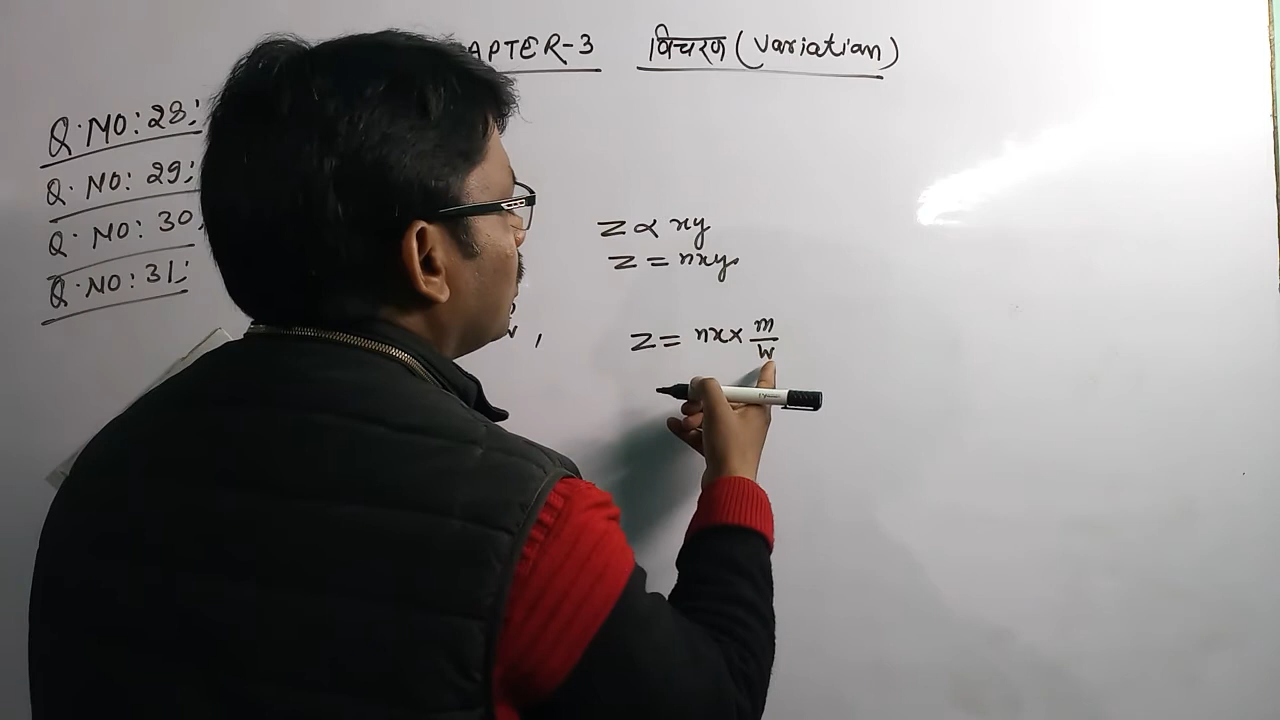 APTER-3 विचरण (Variation)
Q. NO: 28:
Q. NO: 29:
Q. NO: 30
Q. NO: 31:
Z ∝ xy
Z = nxy
Z = nx × m/w